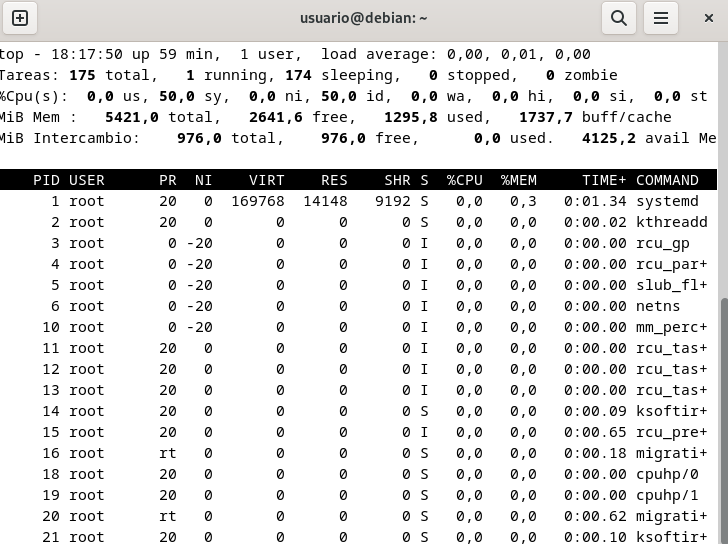 usuario@debian: ~
top - 18:17:50 up 59 min,  1 user,  load average: 0,00, 0,01, 0,00
Tareas: 175 total,   1 running, 174 sleeping,   0 stopped,   0 zombie
%Cpu(s):  0,0 us, 50,0 sy,  0,0 ni, 50,0 id,  0,0 wa,  0,0 hi,  0,0 si,  0,0 st
MiB Mem :   5421,0 total,   2641,6 free,   1295,8 used,   1737,7 buff/cache
MiB Intercambio:    976,0 total,    976,0 free,      0,0 used.   4125,2 avail Me
PID USER      PR  NI    VIRT    RES    SHR S  %CPU  %MEM     TIME+ COMMAND
1 root      20   0  169768  14148   9192 S   0,0   0,3   0:01.34 systemd
2 root      20   0       0      0      0 S   0,0   0,0   0:00.02 kthreadd
3 root       0 -20       0      0      0 I   0,0   0,0   0:00.00 rcu_gp
4 root       0 -20       0      0      0 I   0,0   0,0   0:00.00 rcu_par+
5 root       0 -20       0      0      0 I   0,0   0,0   0:00.00 slub_fl+
6 root       0 -20       0      0      0 I   0,0   0,0   0:00.00 netns
10 root       0 -20       0      0      0 I   0,0   0,0   0:00.00 mm_perc+
11 root      20   0       0      0      0 I   0,0   0,0   0:00.00 rcu_tas+
12 root      20   0       0      0      0 I   0,0   0,0   0:00.00 rcu_tas+
13 root      20   0       0      0      0 I   0,0   0,0   0:00.00 rcu_tas+
14 root      20   0       0      0      0 S   0,0   0,0   0:00.09 ksoftir+
15 root      20   0       0      0      0 I   0,0   0,0   0:00.65 rcu_pre+
16 root      rt   0       0      0      0 S   0,0   0,0   0:00.18 migrati+
18 root      20   0       0      0      0 S   0,0   0,0   0:00.00 cpuhp/0
19 root      20   0       0      0      0 S   0,0   0,0   0:00.00 cpuhp/1
20 root      rt   0       0      0      0 S   0,0   0,0   0:00.62 migrati+
21 root      20   0       0      0      0 S   0,0   0,0   0:00.10 ksoftir+